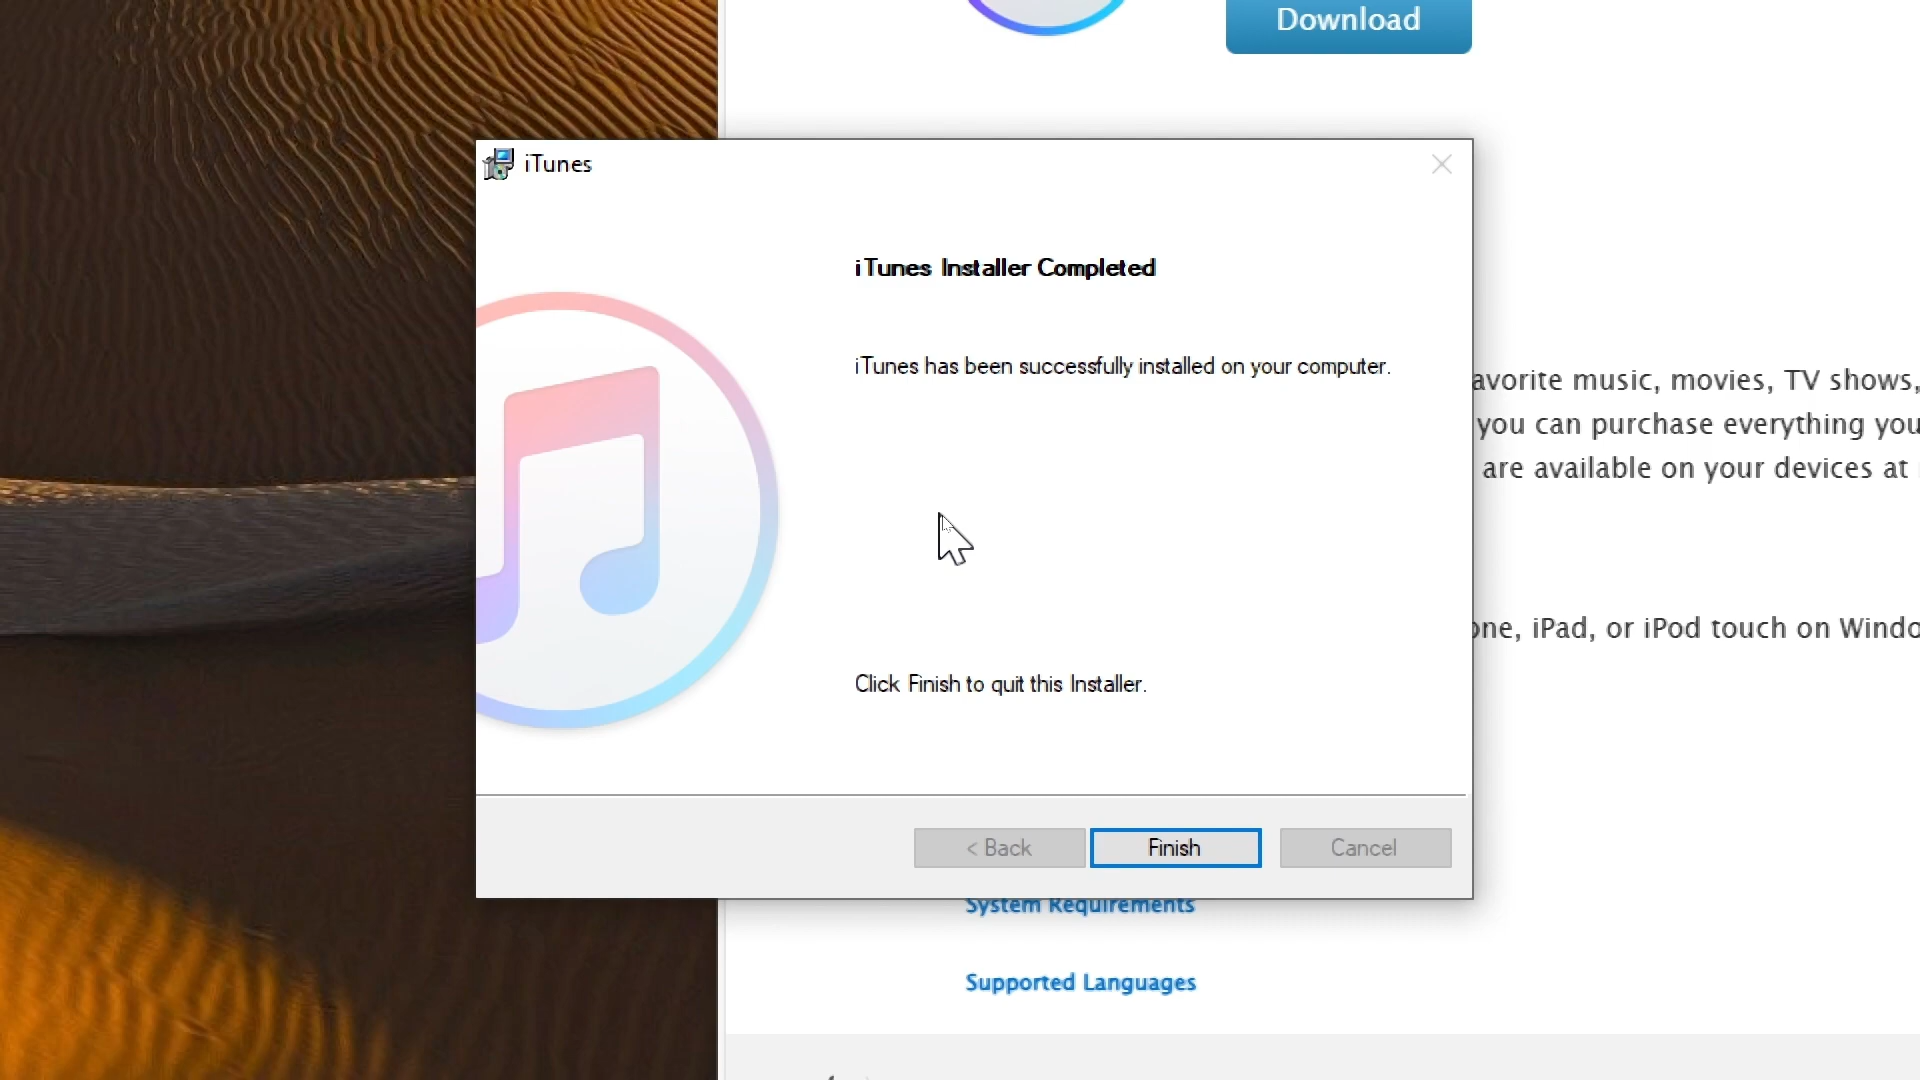 Download
iTunes
iTunes Installer Completed
iTunes has been successfully installed on your computer.
avorite music, movies, TV shows,
you can purchase everything you
are available on your devices at
one, iPad, or iPod touch on Windo
Click Finish to quit this Installer.
< Back
Finish
Cancel
System Requirements
Supported Languages